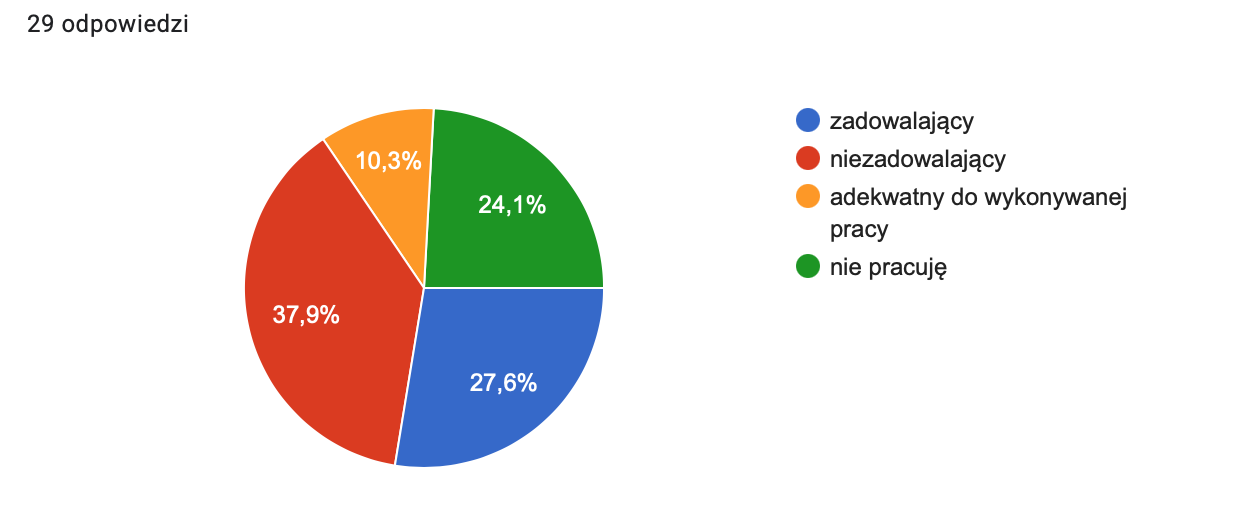 29 odpowiedzi
10,3%
24,1%
37,9%
27,6%
zadowalający
niezadowalający
adekwatny do wykonywanej
pracy
nie pracuję